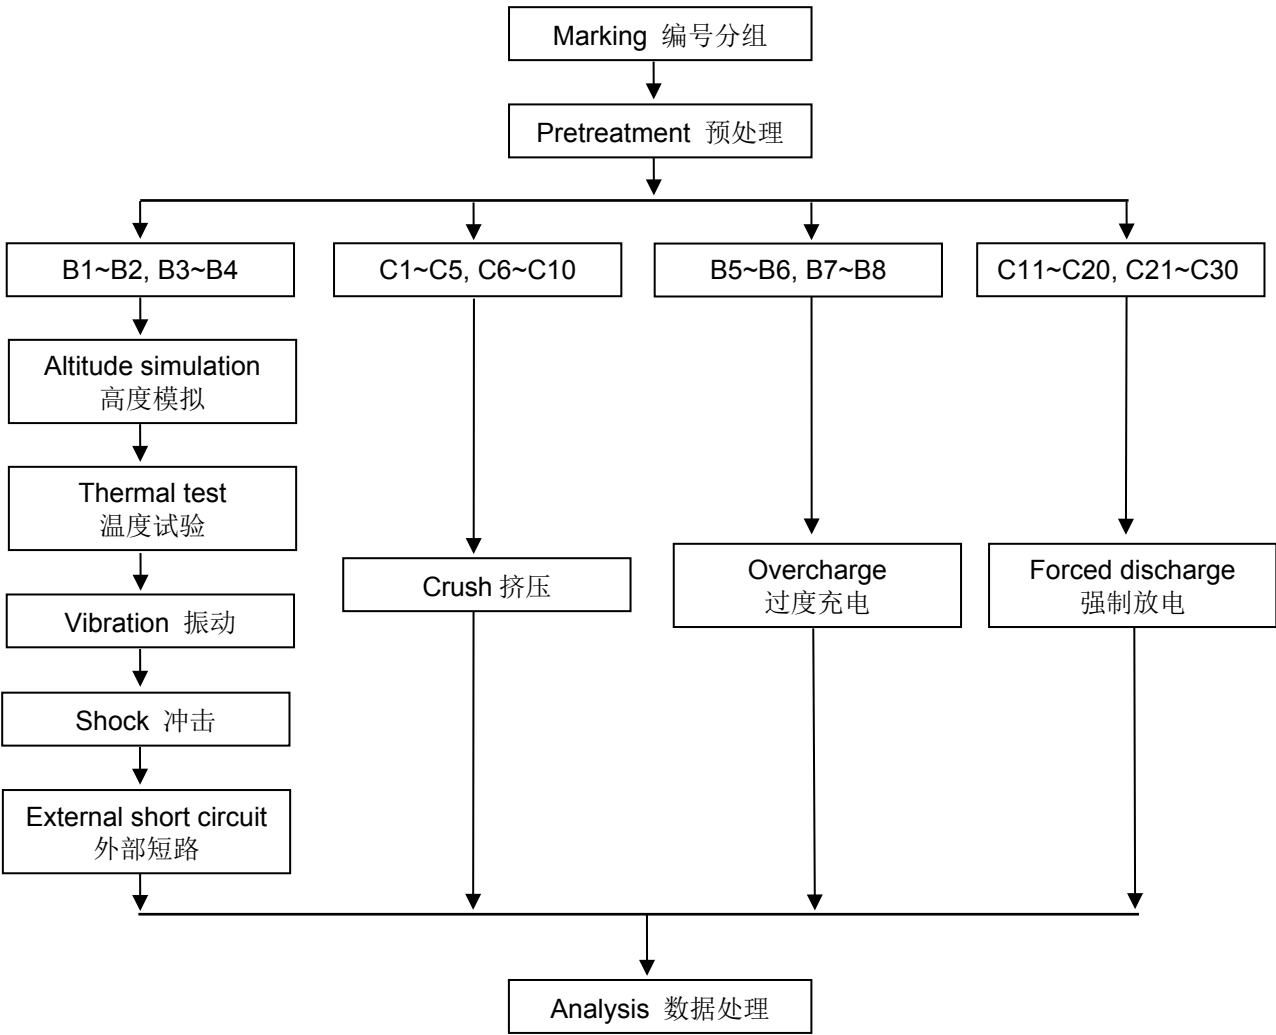 Marking 编号分组
Pretreatment 预处理
B1~B2, B3~B4
C1~C5, C6~C10
B5~B6, B7~B8
C11~C20, C21~C30
Altitude simulation
高度模拟
Thermal test
温度试验
Vibration 振动
Shock 冲击
External short circuit
外部短路
Crush 挤压
Overcharge
过度充电
Forced discharge
强制放电
Analysis 数据处理